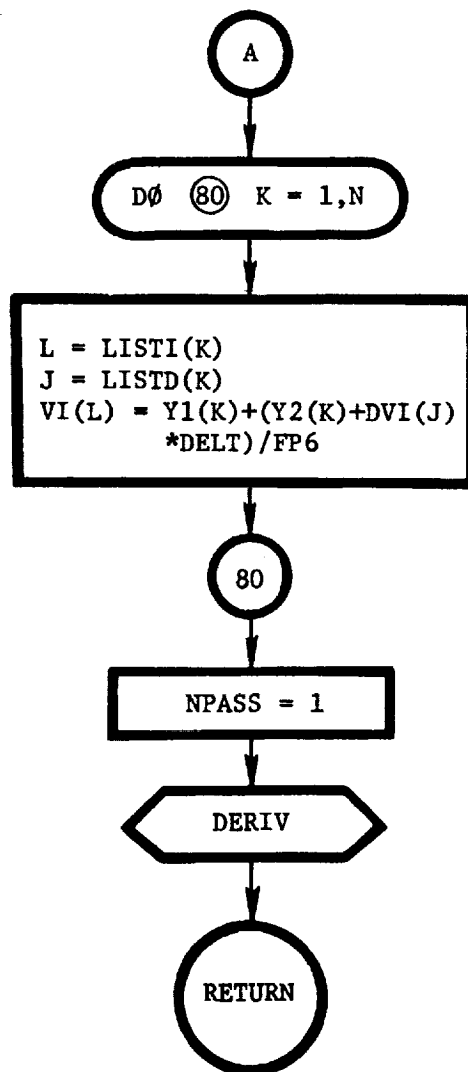 A
DØ 80 K = 1,N
L = LISTI(K)
J = LISTD(K)
VI(L) = Y1(K)+(Y2(K)+DVI(J)
*DELT)/FP6
80
NPASS = 1
DERIV
RETURN